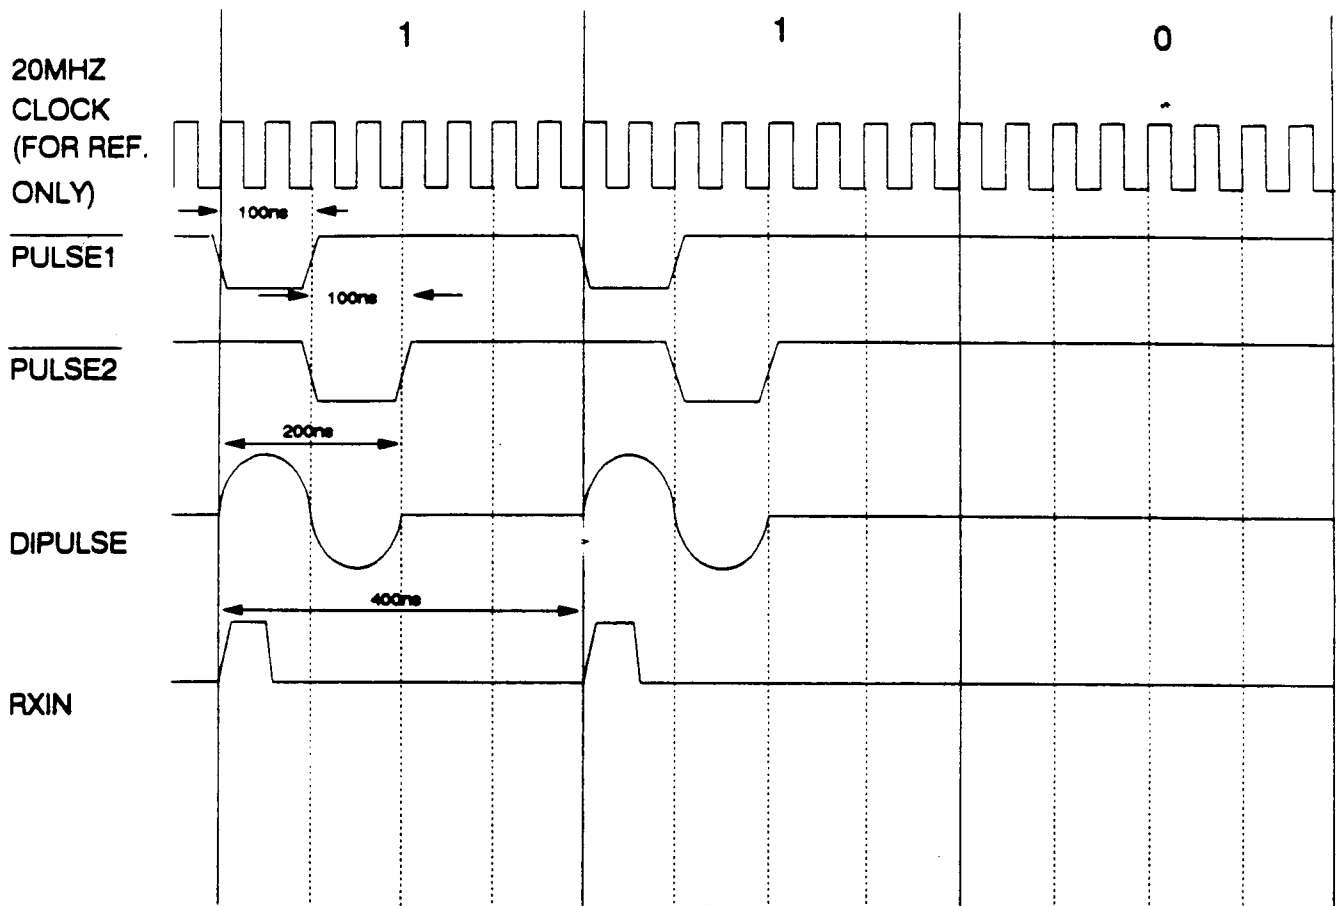 1 1 0
20MHZ
CLOCK
(FOR REF.
ONLY)
100ns
PULSE1
100ns
PULSE2
200ns
DIPULSE
400ns
RXIN